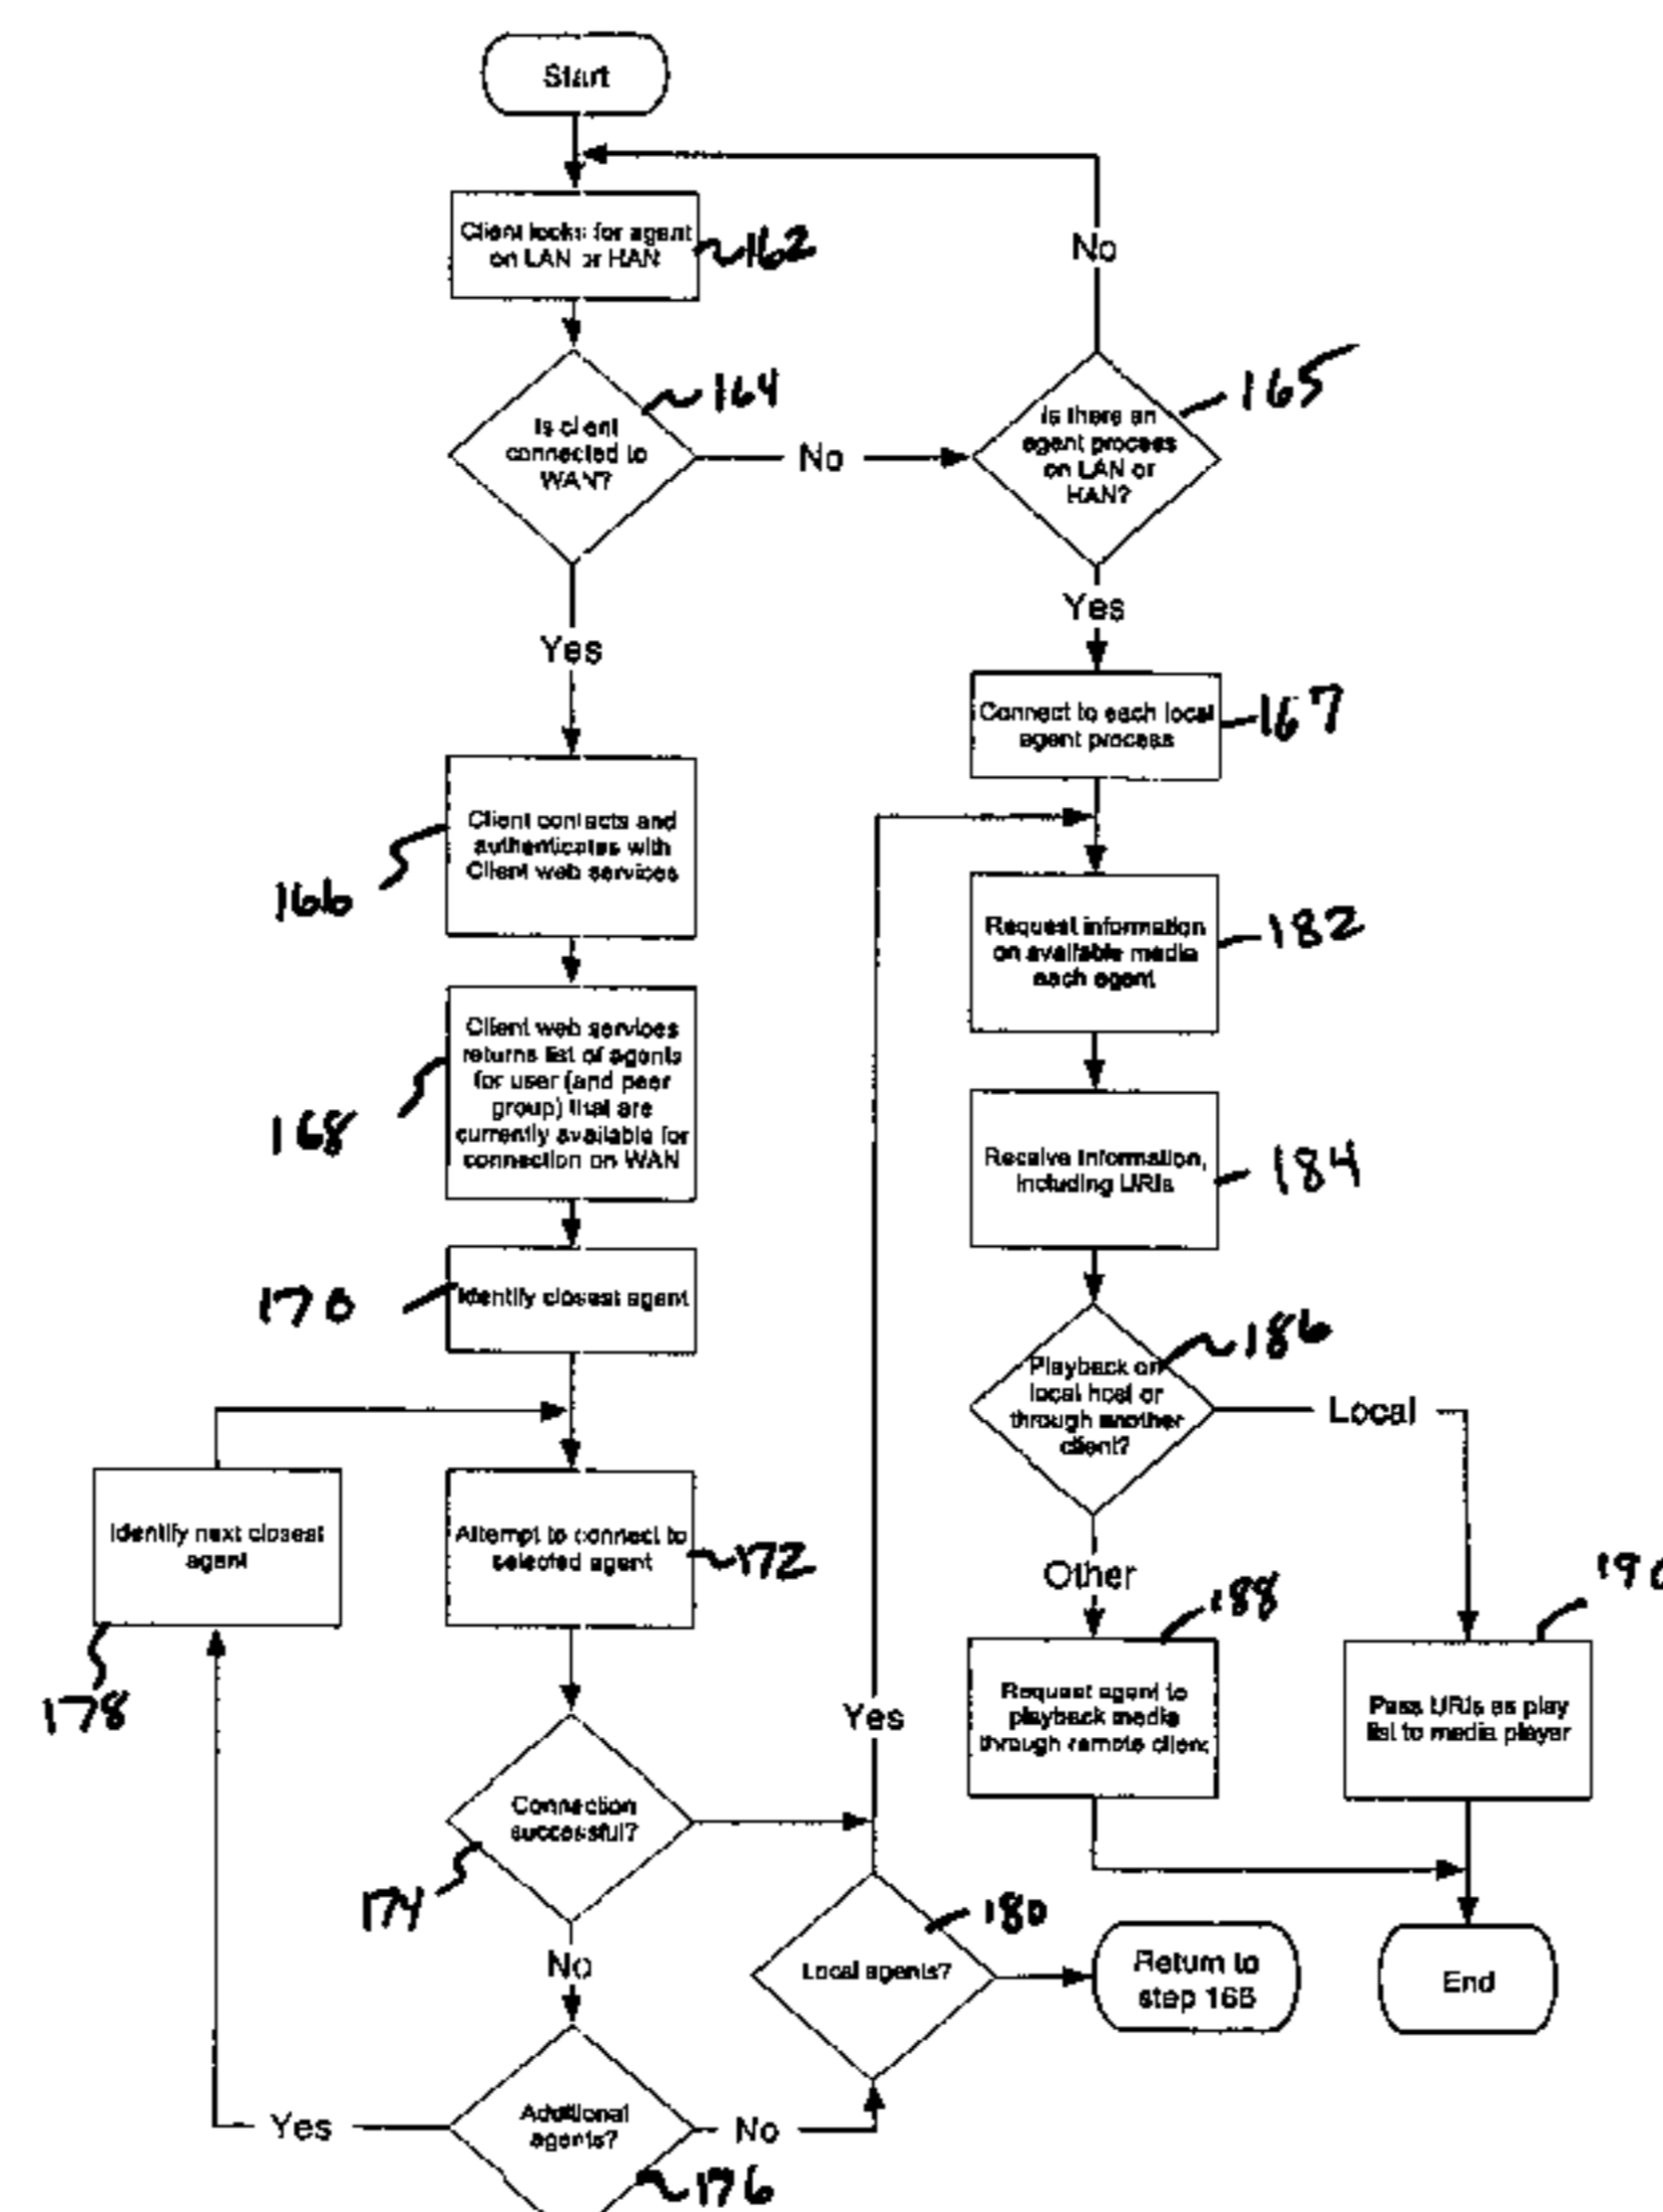 Start
Client looks for agent
on LAN or HAN
162
No
Is client
connected to
WAN?
164
No
Is there an
agent process
on LAN or
HAN?
165
Yes
Yes
Connect to each local
agent process
167
Client contacts and
authenticates with
Client web services
166
Request information
on available media
each agent
182
Client web services
returns list of agents
for user (and peer
group) that are
currently available for
connection on WAN
168
Receive information,
including URIs
184
Identify closest agent
170
Playback on
local host or
through another
client?
186
Local
Identify next closest
agent
178
Attempt to connect to
selected agent
172
Other
Request agent to
playback media
through remote client
188
Pass URIs as play
list to media player
190
Yes
Connection
successful?
174
No
Local agents?
180
Return to
step 168
End
Additional
agents?
176
Yes
No